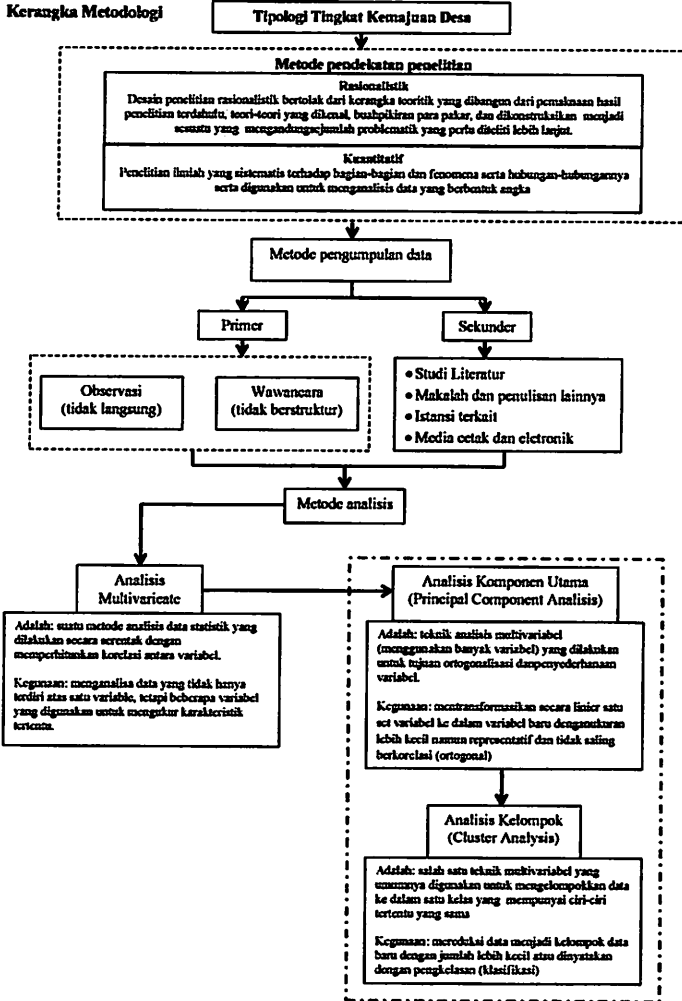 Kerangka Metodologi
Tipologi Tingkat Kemajuan Desa
Metode pendekatan penelitian
Rasionalistik
Desain penelitian rasionalistik bertolak dari kerangka teoritik yang dibangun dari pemaknaan hasil
penelitian terdahulu, teori-teori yang dikenal, buahpikiran para pakar, dan dikonstruksikan menjadi
sesuatu yang mengandungsejumlah problematik yang perlu diteliti lebih lanjut.
Kuantitatif
Penelitian ilmiah yang sistematis terhadap bagian-bagian dan fenomena serta hubungan-hubungannya
serta digunakan untuk menganalisis data yang berbentuk angka
Metode pengumpulan data
Primer
Sekunder
Observasi
(tidak langsung)
Wawancara
(tidak berstruktur)
• Studi Literatur
• Makalah dan penulisan lainnya
• Istansi terkait
• Media cetak dan eletronik
Metode analisis
Analisis
Multivaricate
Adalah: suatu metode analisis data statistik yang
dilakukan secara serentak dengan
memperhitunkan korelasi antara variabel.
Kegunaan: menganalisa data yang tidak hanya
terdiri atas satu variable, tetapi beberapa variabel
yang digunakan untuk mengukur karakteristik
tertentu.
Analisis Komponen Utama
(Principal Component Analisis)
Adalah: teknik analisis multivariabel
(menggunakan banyak variabel) yang dilakukan
untuk tujuan ortogonalisasi danpenyederhanaan
variabel.
Kegunaan: mentransformasikan secara linier satu
set variabel ke dalam variabel baru denganukuran
lebih kecil namun representatif dan tidak saling
berkorelasi (ortogonal)
Analisis Kelompok
(Cluster Analysis)
Adalah: salah satu teknik multivariabel yang
umumnya digunakan untuk mengelompokkan data
ke dalam satu kelas yang mempunyai ciri-ciri
tertentu yang sama
Kegunaan: mereduksi data menjadi kelompok data
baru dengan jumlah lebih kecil atau dinyatakan
dengan pengkelasan (klasifikasi)